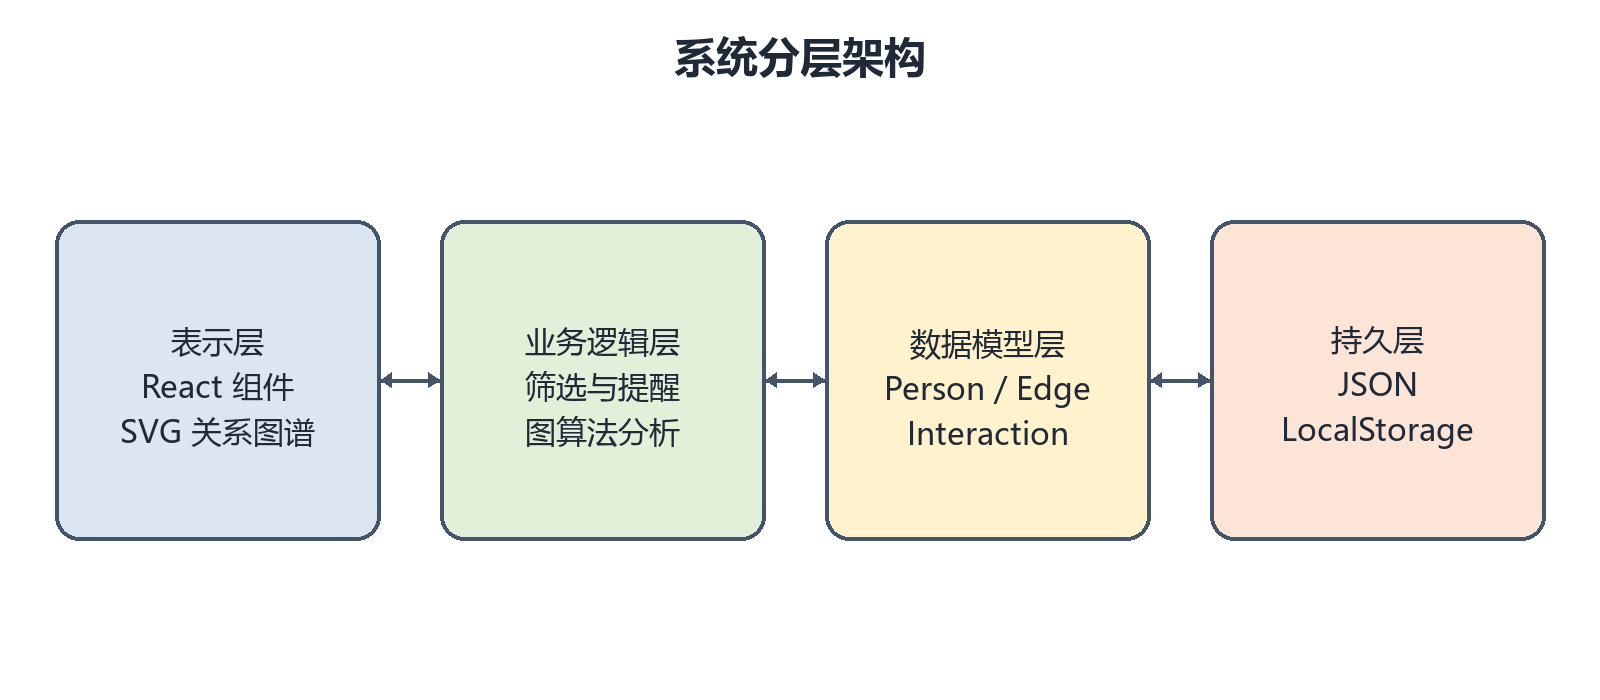 系统分层架构
表示层
React 组件
SVG 关系图谱
业务逻辑层
筛选与提醒
图算法分析
数据模型层
Person / Edge
Interaction
持久层
JSON
LocalStorage